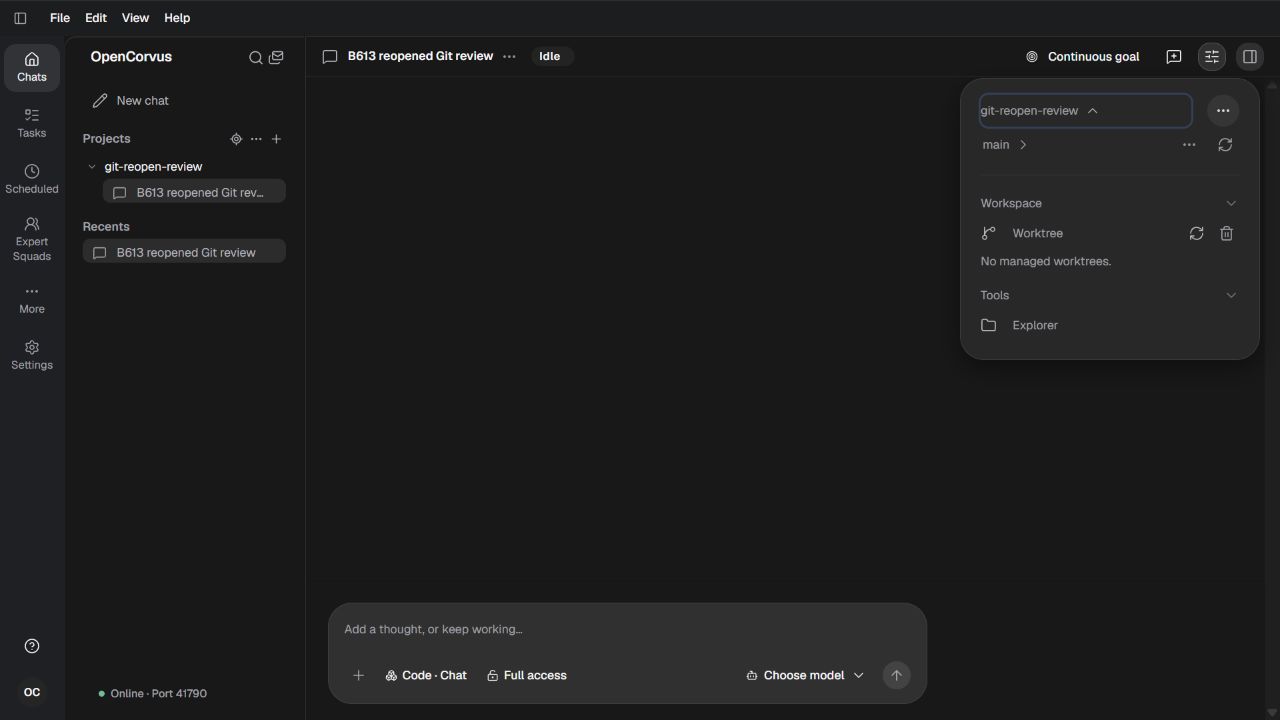 File Edit View Help
Chats
Tasks
Scheduled
Expert
Squads
More
Settings
OC
OpenCorvus
New chat
Projects
git-reopen-review
B613 reopened Git rev...
Recents
B613 reopened Git review
Online · Port 41790
B613 reopened Git review
Idle
Continuous goal
git-reopen-review
main
Workspace
Worktree
No managed worktrees.
Tools
Explorer
Add a thought, or keep working...
Code · Chat
Full access
Choose model